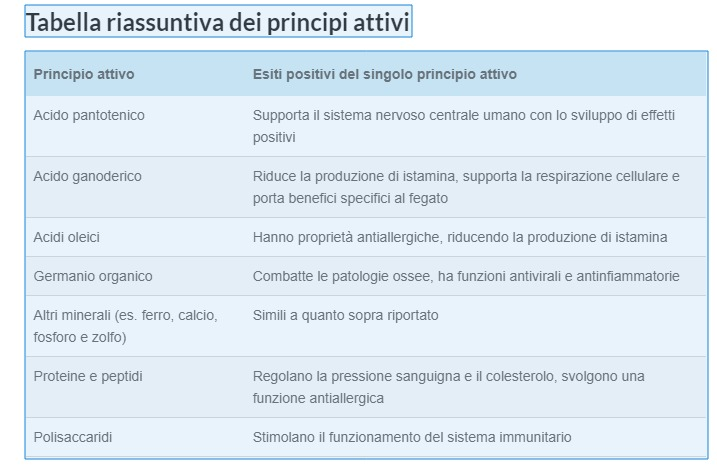 Tabella riassuntiva dei principi attivi
Principio attivo
Esiti positivi del singolo principio attivo
Acido pantotenico
Supporta il sistema nervoso centrale umano con lo sviluppo di effetti
positivi
Acido ganoderico
Riduce la produzione di istamina, supporta la respirazione cellulare e
porta benefici specifici al fegato
Acidi oleici
Hanno proprietà antiallergiche, riducendo la produzione di istamina
Germanio organico
Combatte le patologie ossee, ha funzioni antivirali e antinfiammatorie
Altri minerali (es. ferro, calcio,
fosforo e zolfo)
Simili a quanto sopra riportato
Proteine e peptidi
Regolano la pressione sanguigna e il colesterolo, svolgono una
funzione antiallergica
Polisaccaridi
Stimolano il funzionamento del sistema immunitario